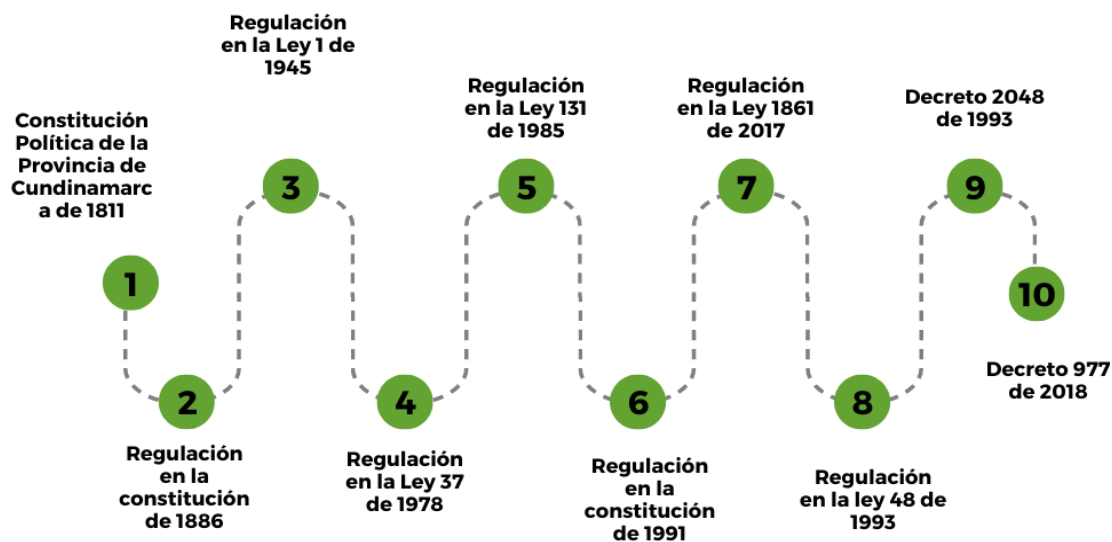 Constitución
Política de la
Provincia de
Cundinamarc
a de 1811
1
2
Regulación
en la
constitución
de 1886
Regulación
en la Ley 1 de
1945
3
4
Regulación
en la Ley 37
de 1978
Regulación
en la Ley 131
de 1985
5
6
Regulación
en la
constitución
de 1991
Regulación
en la Ley 1861
de 2017
7
8
Regulación
en la ley 48 de
1993
Decreto 2048
de 1993
9
10
Decreto 977
de 2018